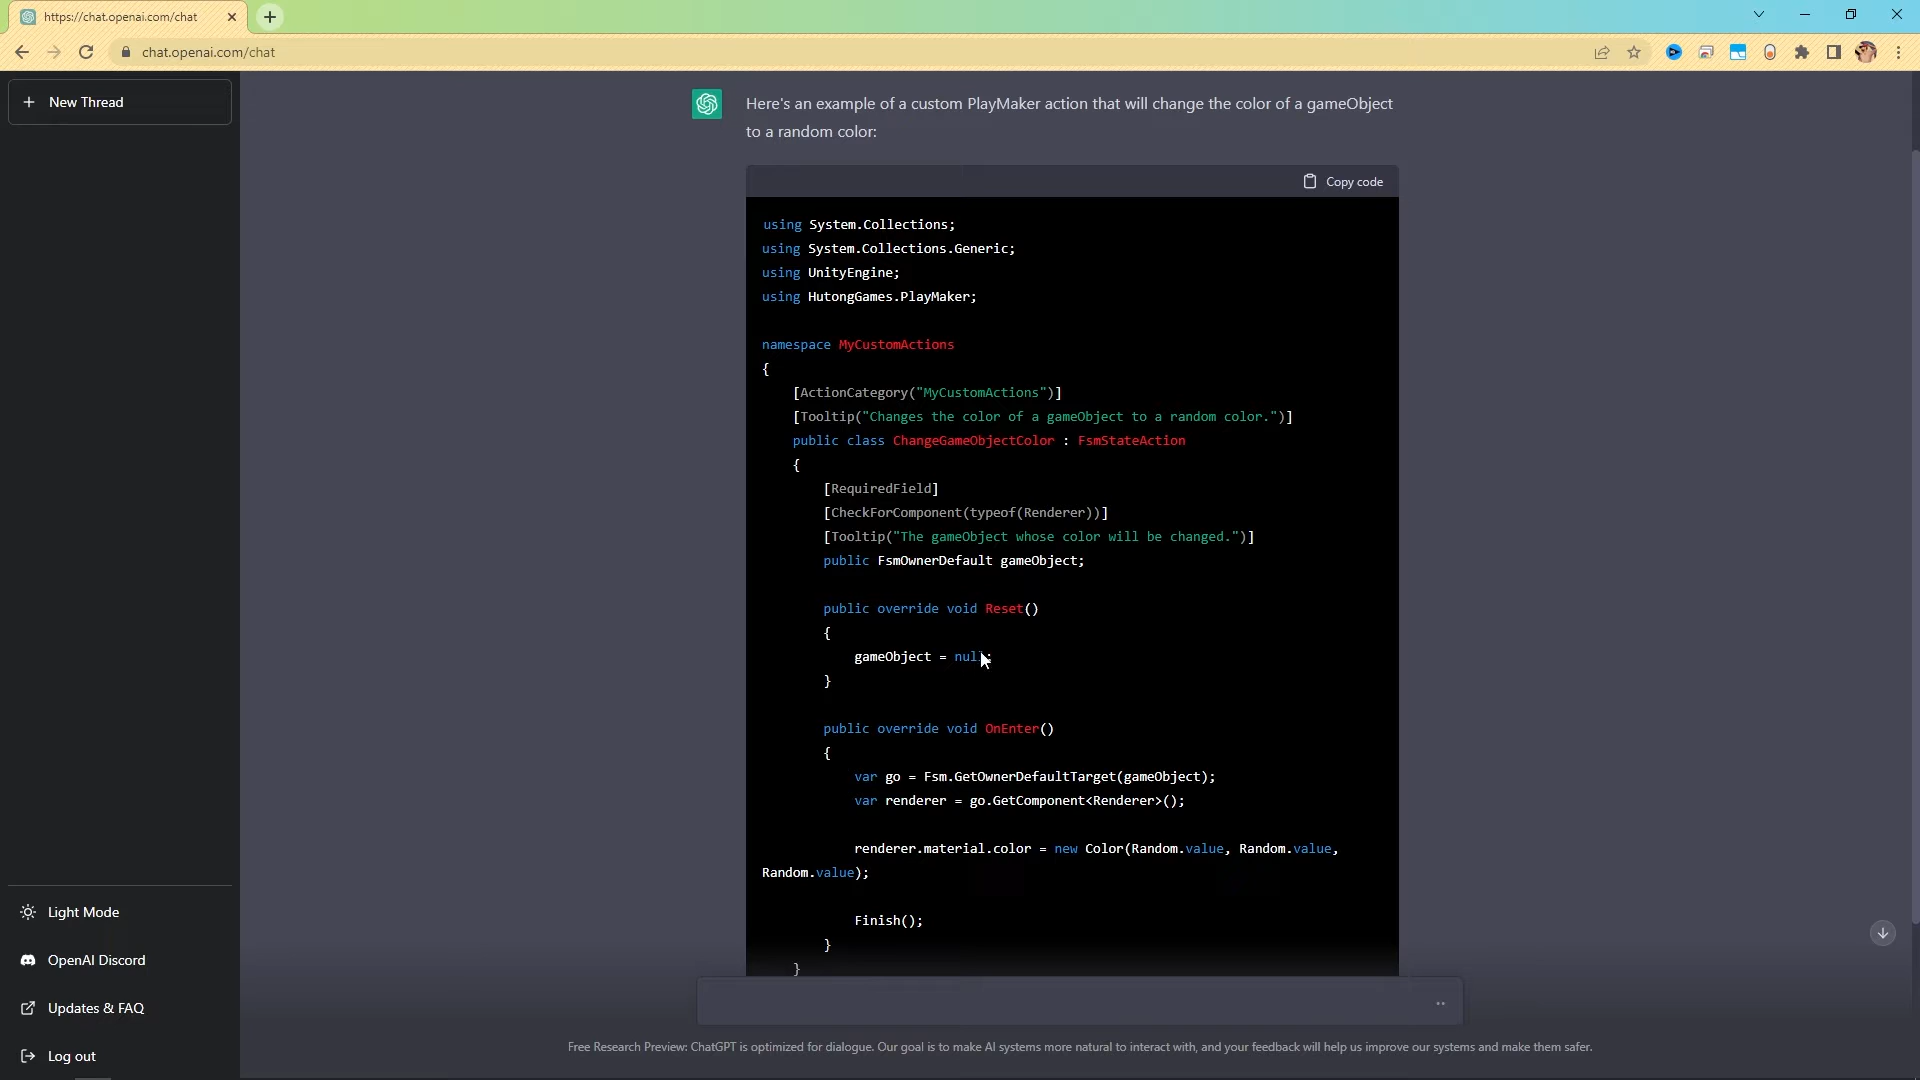 https://chat.openai.com/chat
chat.openai.com/chat
New Thread
Here's an example of a custom PlayMaker action that will change the color of a gameObject
to a random color:
Copy code
using System.Collections;
using System.Collections.Generic;
using UnityEngine;
using HutongGames.PlayMaker;
namespace MyCustomActions
{
[ActionCategory("MyCustomActions")]
[Tooltip("Changes the color of a gameObject to a random color.")]
public class ChangeGameObjectColor : FsmStateAction
{
[RequiredField]
[CheckForComponent(typeof(Renderer))]
[Tooltip("The gameObject whose color will be changed.")]
public FsmOwnerDefault gameObject;
public override void Reset()
{
gameObject = null;
}
public override void OnEnter()
{
var go = Fsm.GetOwnerDefaultTarget(gameObject);
var renderer = go.GetComponent<Renderer>();
renderer.material.color = new Color(Random.value, Random.value,
Random.value);
Finish();
}
}
Light Mode
OpenAI Discord
Updates & FAQ
Log out
Free Research Preview: ChatGPT is optimized for dialogue. Our goal is to make AI systems more natural to interact with, and your feedback will help us improve our systems and make them safer.